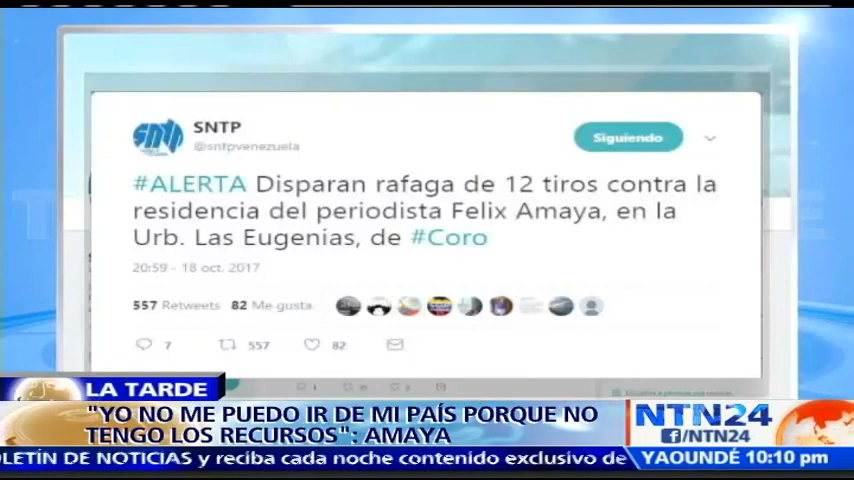 SNTP
@sntpvenezuela
Siguiendo
#ALERTA Disparan rafaga de 12 tiros contra la
residencia del periodista Felix Amaya, en la
Urb. Las Eugenias, de #Coro
20:59 - 18 oct. 2017
557 Retweets 82 Me gusta
7 557 82
LA TARDE
"YO NO ME PUEDO IR DE MI PAÍS PORQUE NO
TENGO LOS RECURSOS": AMAYA
NTN24
/NTN24
OLETÍN DE NOTICIAS y reciba cada noche contenido exclusivo de
YAOUNDÉ 10:10 pm